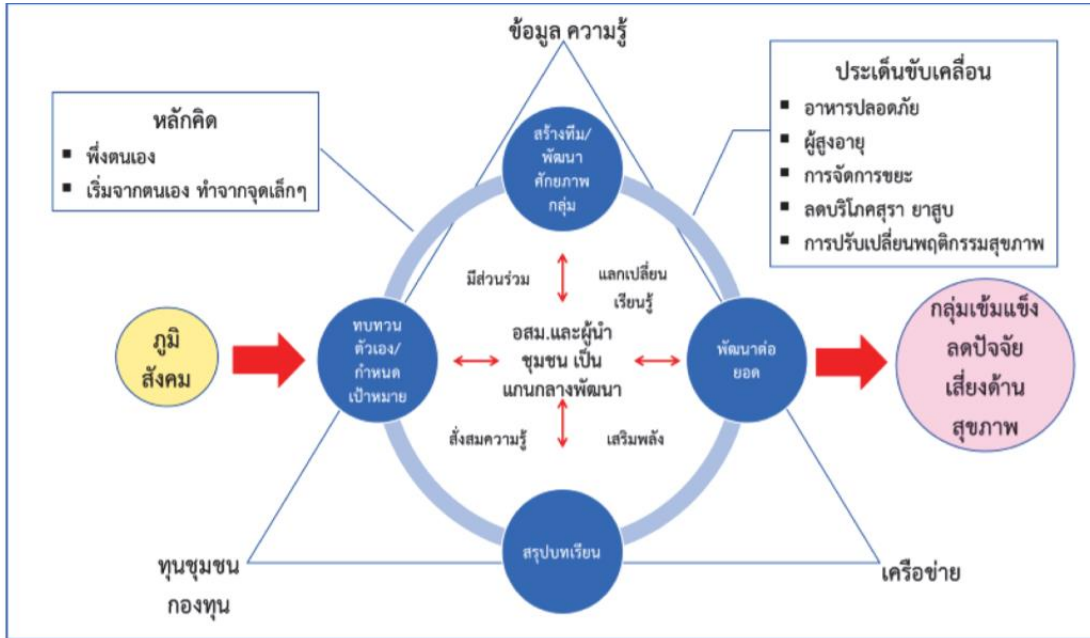 ข้อมูล ความรู้
หลักคิด
▪ พึ่งตนเอง
▪ เริ่มจากตนเอง ทำจากจุดเล็กๆ
ประเด็นขับเคลื่อน
▪ อาหารปลอดภัย
▪ ผู้สูงอายุ
▪ การจัดการขยะ
▪ ลดบริโภคสุรา ยาสูบ
▪ การปรับเปลี่ยนพฤติกรรมสุขภาพ
สร้างทีม/
พัฒนา
ศักยภาพ
กลุ่ม
มีส่วนร่วม
แลกเปลี่ยน
เรียนรู้
ภูมิ
สังคม
ทบทวน
ตัวเอง/
กำหนด
เป้าหมาย
อสม.และผู้นำ
ชุมชน เป็น
แกนกลางพัฒนา
พัฒนาต่อ
ยอด
กลุ่มเข้มแข็ง
ลดปัจจัย
เสี่ยงด้าน
สุขภาพ
สั่งสมความรู้
เสริมพลัง
สรุปบทเรียน
ทุนชุมชน
กองทุน
เครือข่าย